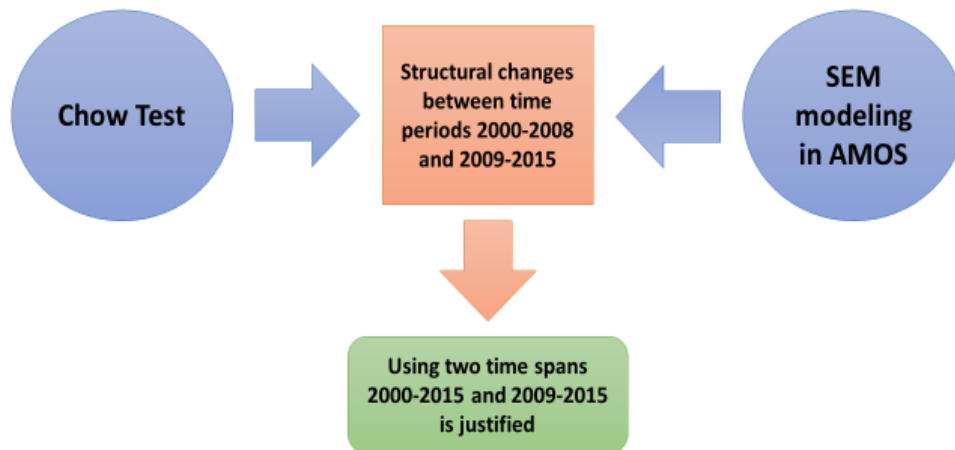 Chow Test
Structural changes
between time
periods 2000-2008
and 2009-2015
SEM
modeling
in AMOS
Using two time spans
2000-2015 and 2009-2015
is justified